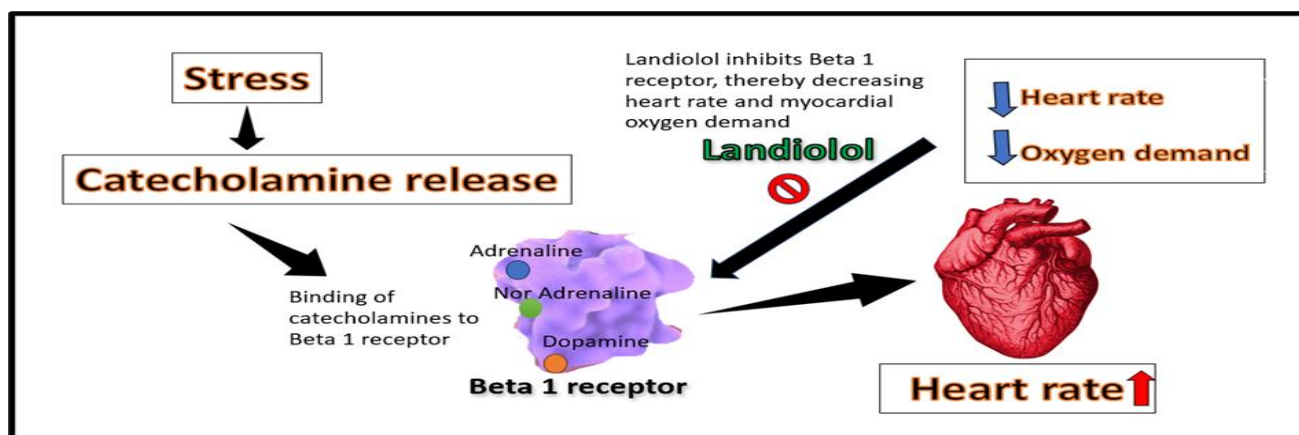 Stress
Catecholamine release
Binding of
catecholamines to
Beta 1 receptor
Adrenaline
Nor Adrenaline
Dopamine
Beta 1 receptor
Landiolol inhibits Beta 1
receptor, thereby decreasing
heart rate and myocardial
oxygen demand
Landiolol
Heart rate
Oxygen demand
Heart rate